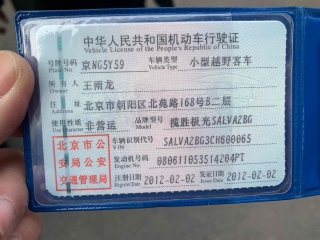 中华人民共和国机动车行驶证
Vehicle License of the People's Republic of China
号牌号码 京NG5Y59 车辆类型 小型越野客车
Plate No. Vehicle Type
所有人 王雨龙
Owner
住址 北京市朝阳区北苑路168号B二层
Address
使用性质 非营运 品牌型号 揽胜极光SALVA2BG
Use Character Model
北京市公安局公安交通管理局
车辆识别代号 SALVA2BG3CH600065
VIN
发动机号码 080611053514204PT
Engine No.
注册日期 2012-02-02 发证日期 2012-02-02
Register Date Issue Date